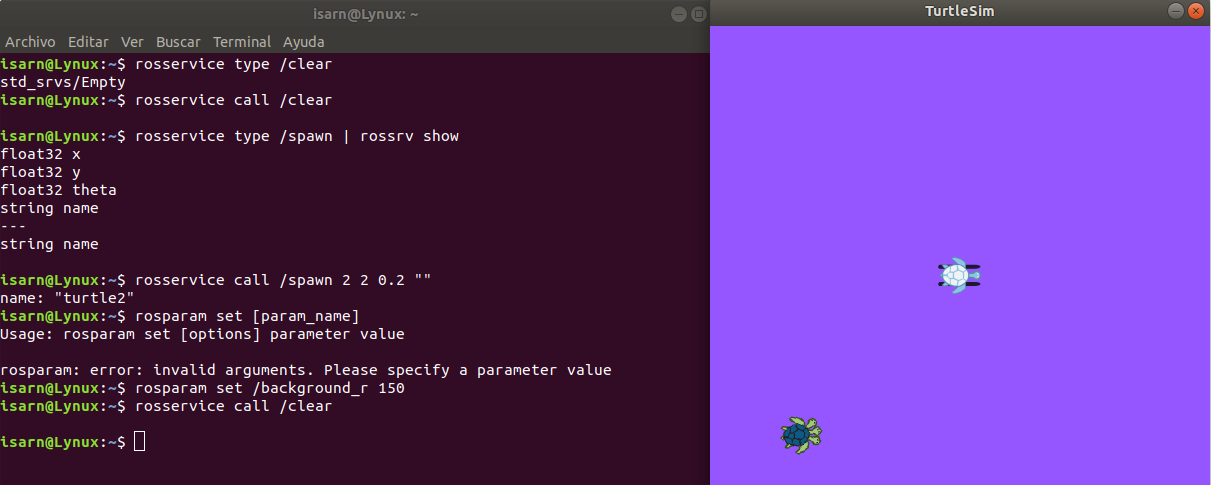 isarn@Lynux: ~
Archivo Editar Ver Buscar Terminal Ayuda
isarn@Lynux:~$ rosservice type /clear
std_srvs/Empty
isarn@Lynux:~$ rosservice call /clear
isarn@Lynux:~$ rosservice type /spawn | rossrv show
float32 x
float32 y
float32 theta
string name
---
string name
isarn@Lynux:~$ rosservice call /spawn 2 2 0.2 ""
name: "turtle2"
isarn@Lynux:~$ rosparam set [param_name]
Usage: rosparam set [options] parameter value
rosparam: error: invalid arguments. Please specify a parameter value
isarn@Lynux:~$ rosparam set /background_r 150
isarn@Lynux:~$ rosservice call /clear
isarn@Lynux:~$
TurtleSim